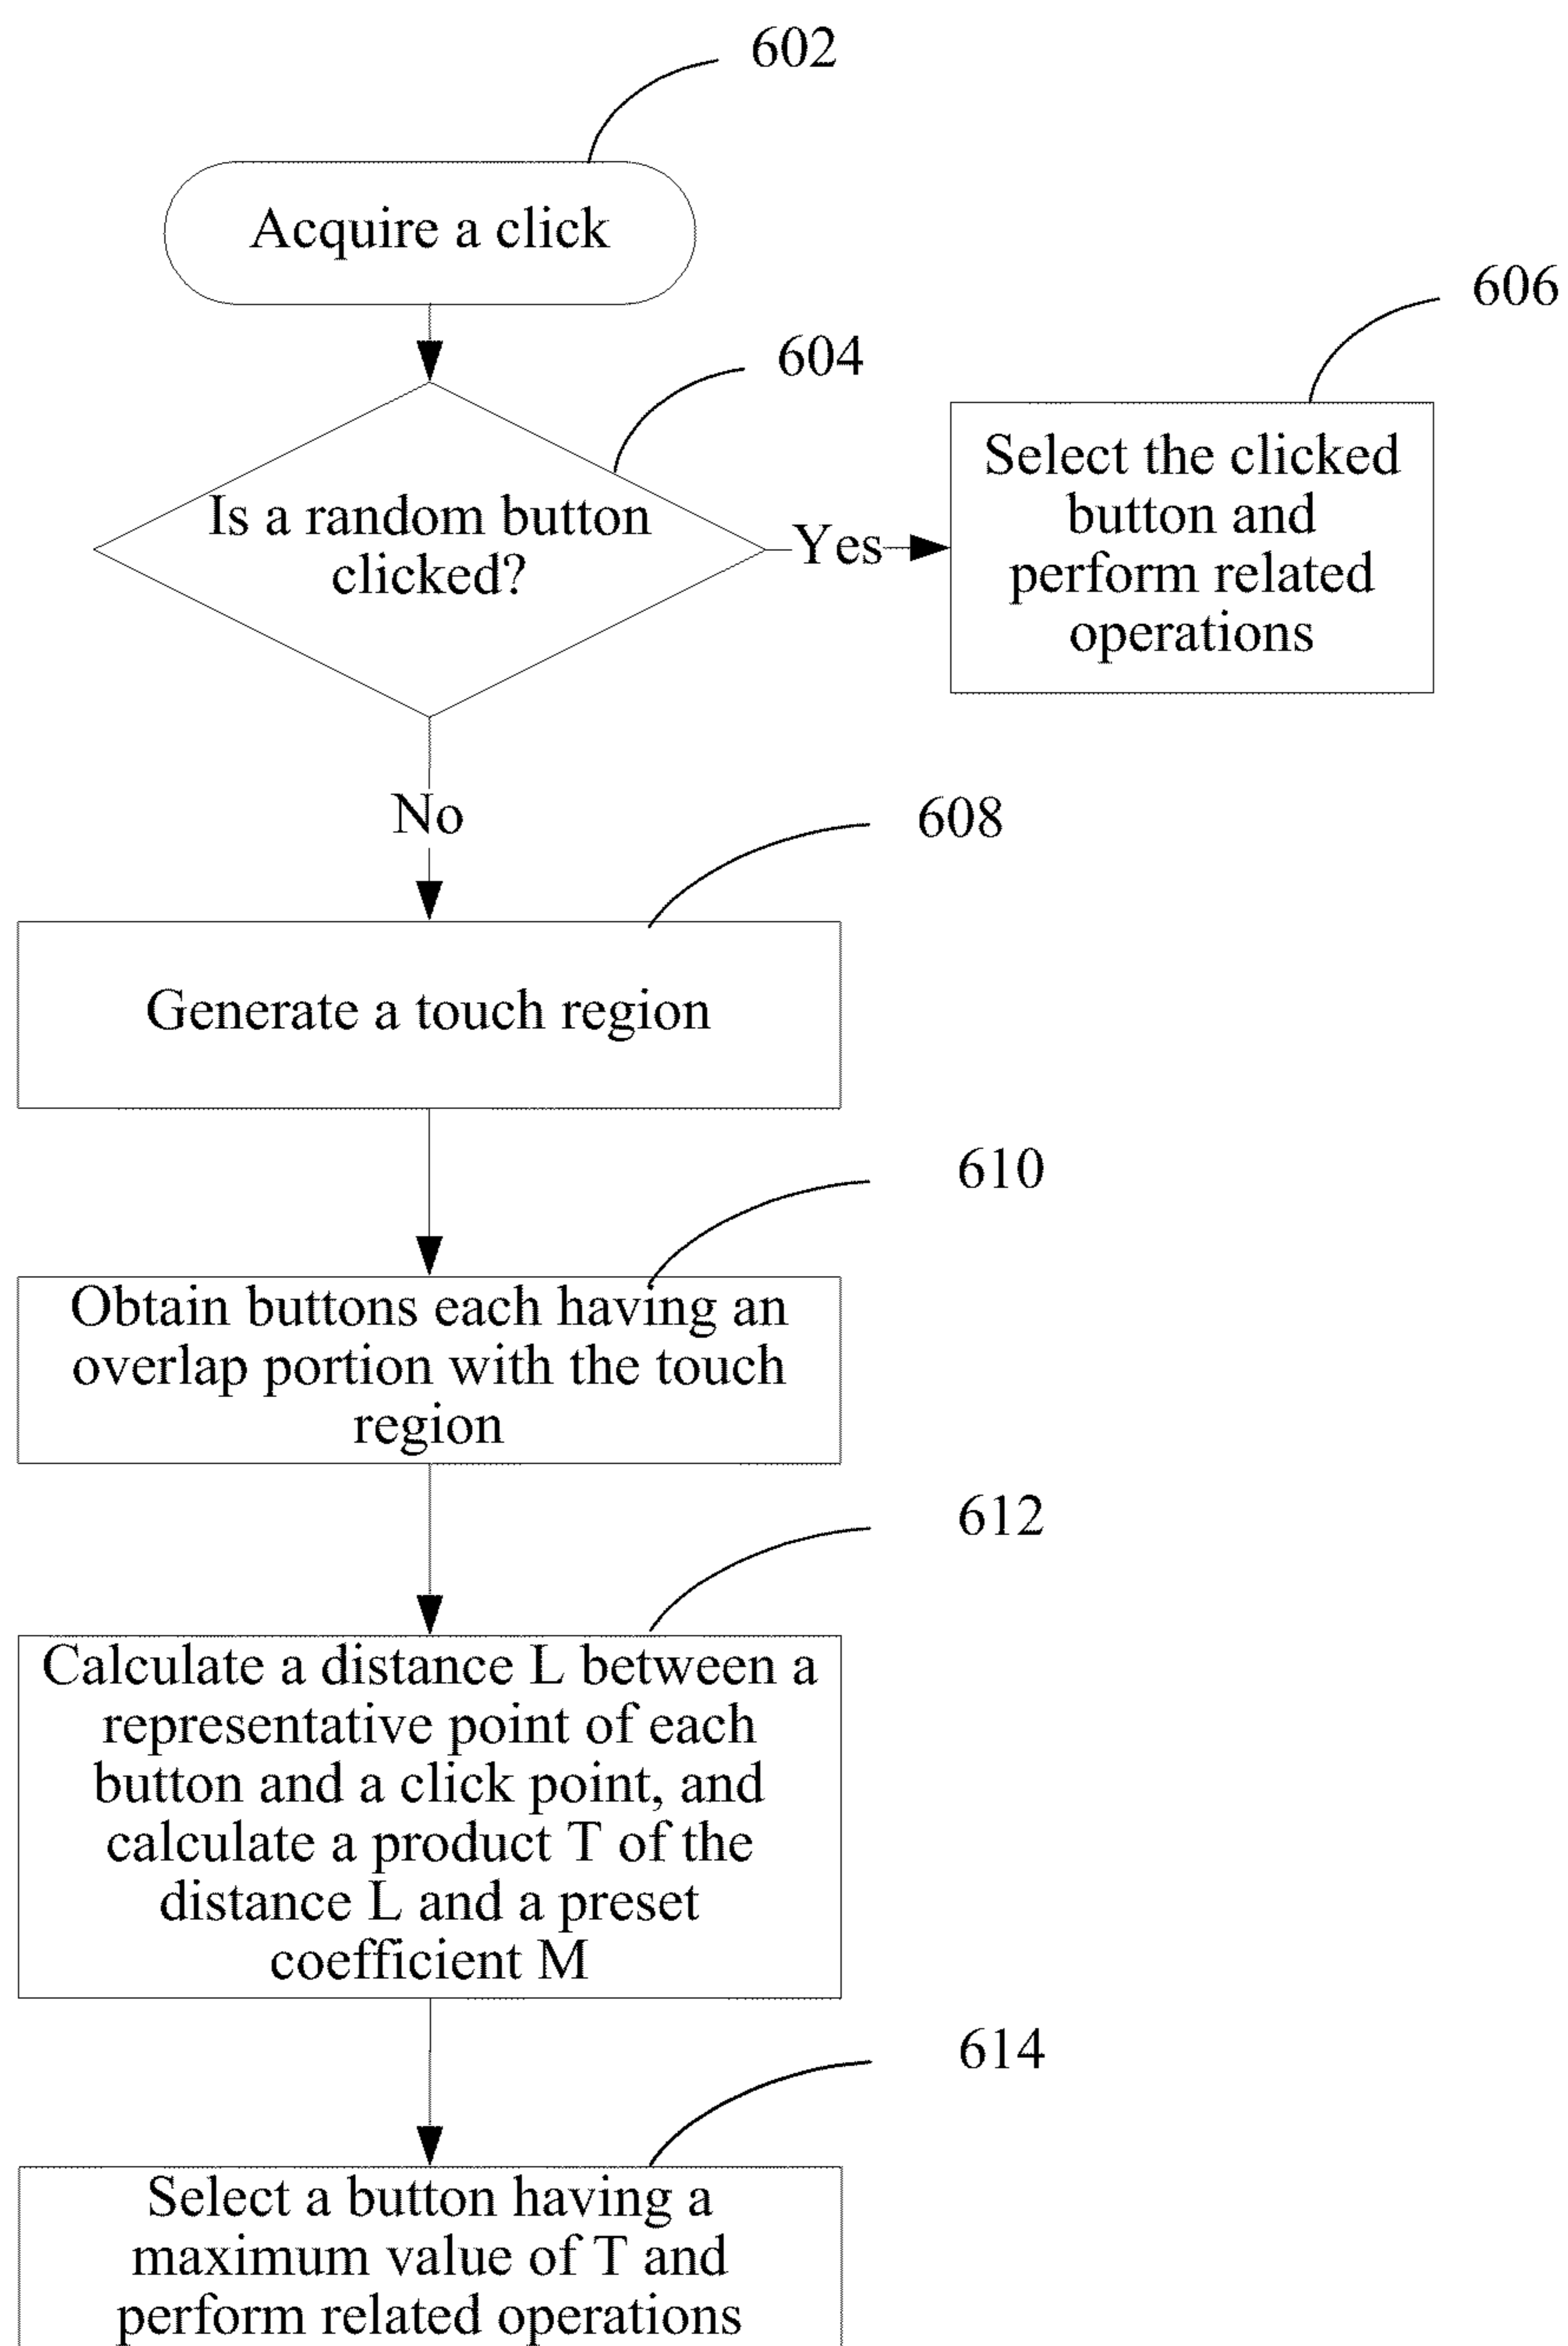 602
Acquire a click
606
604
Select the clicked
button and
perform related
operations
Is a random button
clicked?
Yes
No
608
Generate a touch region
610
Obtain buttons each having an
overlap portion with the touch
region
612
Calculate a distance L between a
representative point of each
button and a click point, and
calculate a product T of the
distance L and a preset
coefficient M
614
Select a button having a
maximum value of T and
perform related operations